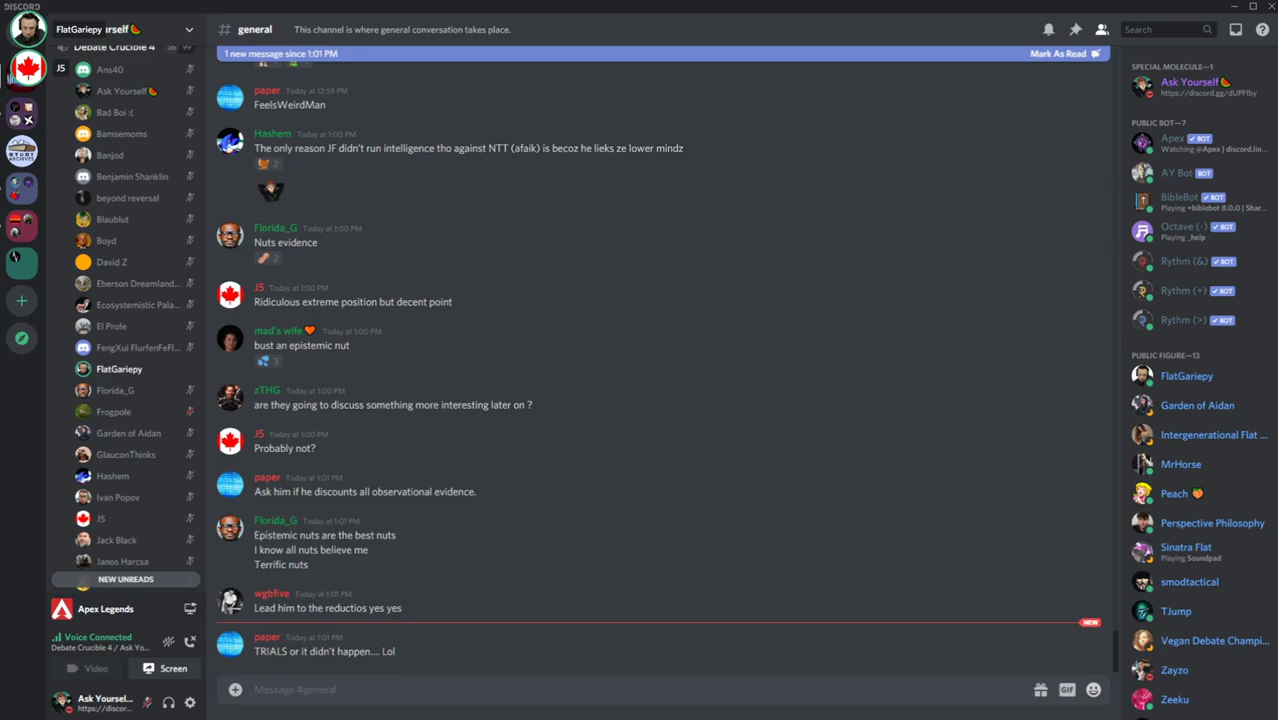 DISCORD
FlatGariepy
rself
Debate Crucible 4
J5
Ans40
Ask Yourself
Bad Boi :(
Bamsemoms
Banjod
Benjamin Shanklin
beyond reversal
Blaublut
Boyd
David Z
Eberson Dreamland...
Ecosystemistic Pala...
El Profe
FengXui FlurfenFeFl...
FlatGariepy
Florida_G
Frogpole
Garden of Aidan
GlauconThinks
Hashem
Ivan Popov
J5
Jack Black
Janos Harcsa
NEW UNREADS
Apex Legends
Voice Connected
Debate Crucible 4 / Ask Yo...
Video
Screen
Ask Yourself...
https://discor...
# general
This channel is where general conversation takes place.
Search
1 new message since 1:01 PM
Mark As Read
paper Today at 12:59 PM
FeelsWeirdMan
Hashem Today at 1:00 PM
The only reason JF didn't run intelligence tho against NTT (afaik) is becoz he lieks ze lower mindz
2
Florida_G Today at 1:00 PM
Nuts evidence
2
J5 Today at 1:00 PM
Ridiculous extreme position but decent point
mad's wife🧡 Today at 1:00 PM
bust an epistemic nut
3
zTHG Today at 1:00 PM
are they going to discuss something more interesting later on ?
J5 Today at 1:00 PM
Probably not?
paper Today at 1:01 PM
Ask him if he discounts all observational evidence.
Florida_G Today at 1:01 PM
Epistemic nuts are the best nuts
I know all nuts believe me
Terrific nuts
wgbfive Today at 1:01 PM
Lead him to the reductios yes yes
NEW
paper Today at 1:01 PM
TRIALS or it didn't happen.... Lol
Message #general
GIF
SPECIAL MOLECULE—1
Ask Yourself
https://discord.gg/dUPFfby
PUBLIC BOT—7
Apex BOT
Watching @Apex | discord.lin...
AY Bot BOT
BibleBot BOT
Playing +biblebot 8.0.0 | Shar...
Octave (-) BOT
Playing _help
Rythm (&) BOT
Rythm (+) BOT
Rythm (>) BOT
PUBLIC FIGURE—13
FlatGariepy
Garden of Aidan
Intergenerational Flat ...
MrHorse
Peach
Perspective Philosophy
Sinatra Flat
Playing Soundpad
smodtactical
TJump
Vegan Debate Champi...
Zayzo
Zeeku